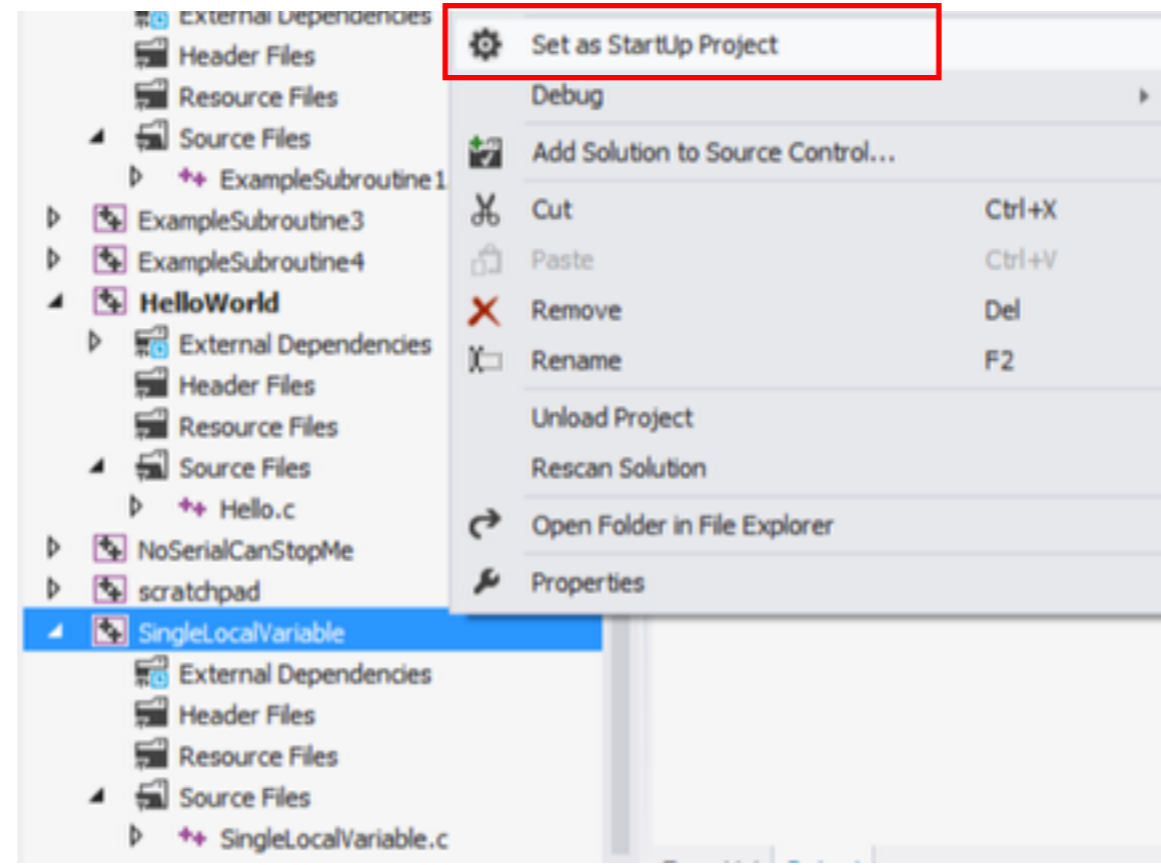 External Dependencies
Header Files
Resource Files
Source Files
ExampleSubroutine1
ExampleSubroutine3
ExampleSubroutine4
HelloWorld
External Dependencies
Header Files
Resource Files
Source Files
Hello.c
NoSerialCanStopMe
scratchpad
SingleLocalVariable
External Dependencies
Header Files
Resource Files
Source Files
SingleLocalVariable.c
Set as StartUp Project
Debug
Add Solution to Source Control...
Cut Ctrl+X
Paste Ctrl+V
Remove Del
Rename F2
Unload Project
Rescan Solution
Open Folder in File Explorer
Properties